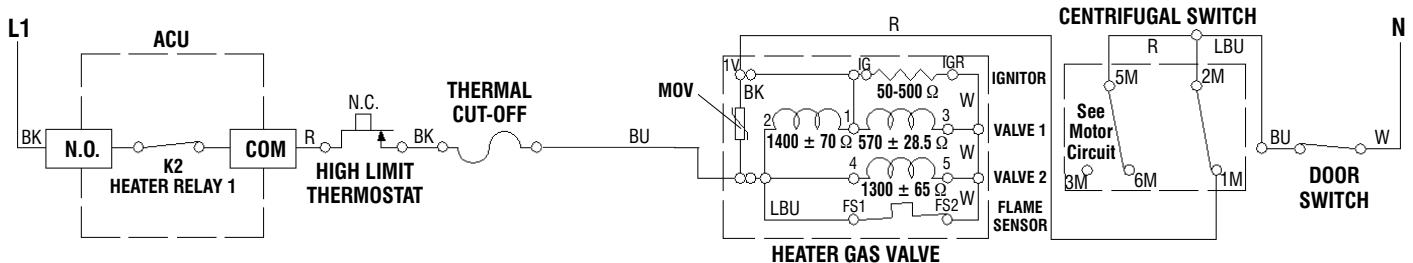 L1
ACU
BK
N.O.
K2
HEATER RELAY 1
COM
R
N.C.
HIGH LIMIT
THERMOSTAT
BK
THERMAL
CUT-OFF
BU
MOV
R
1V
BK
IG
IGR
50-500 Ω
IGNITOR
W
2
1
3
1400 ± 70 Ω
570 ± 28.5 Ω
VALVE 1
W
4
5
1300 ± 65 Ω
VALVE 2
W
LBU
FS1
FS2
FLAME
SENSOR
HEATER GAS VALVE
CENTRIFUGAL SWITCH
R
LBU
5M
2M
See
Motor
Circuit
3M
6M
1M
BU
W
DOOR
SWITCH
N